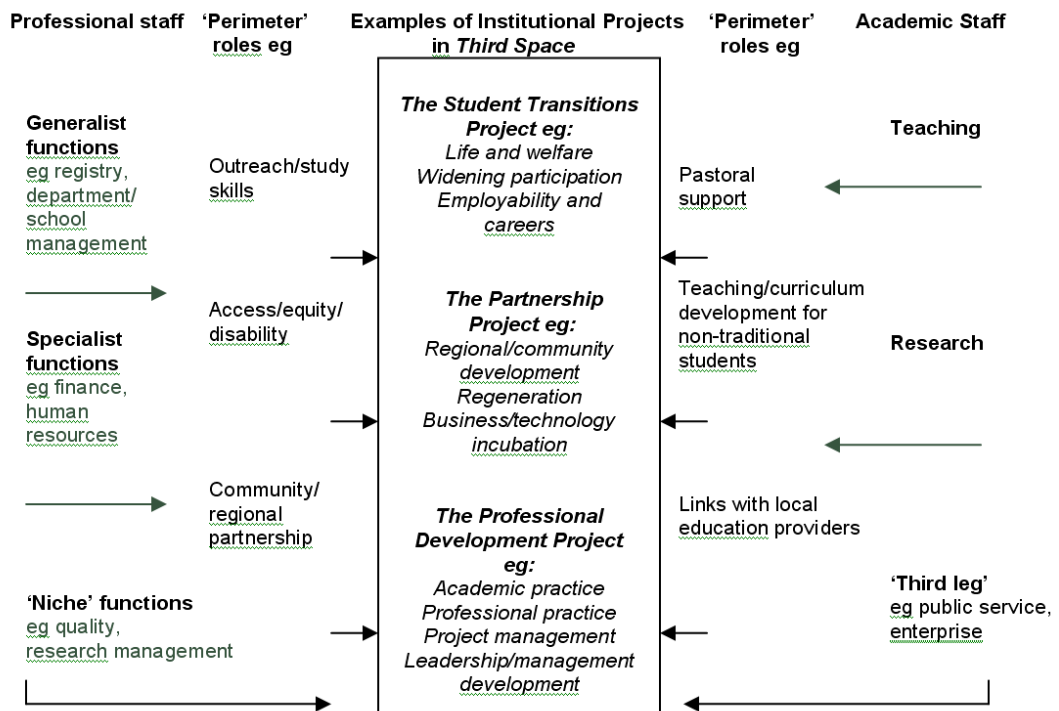 Professional staff
'Perimeter'
roles eg
Examples of Institutional Projects
in Third Space
'Perimeter'
roles eg
Academic Staff
Generalist
functions
eg registry,
department/
school
management
Specialist
functions
eg finance,
human
resources
'Niche' functions
eg quality,
research management
Outreach/study
skills
Access/equity/
disability
Community/
regional
partnership
The Student Transitions
Project eg:
Life and welfare
Widening participation
Employability and
careers
The Partnership
Project eg:
Regional/community
development
Regeneration
Business/technology
incubation
The Professional
Development Project
eg:
Academic practice
Professional practice
Project management
Leadership/management
development
Pastoral
support
Teaching/curriculum
development for
non-traditional
students
Links with local
education providers
Teaching
Research
'Third leg'
eg public service,
enterprise